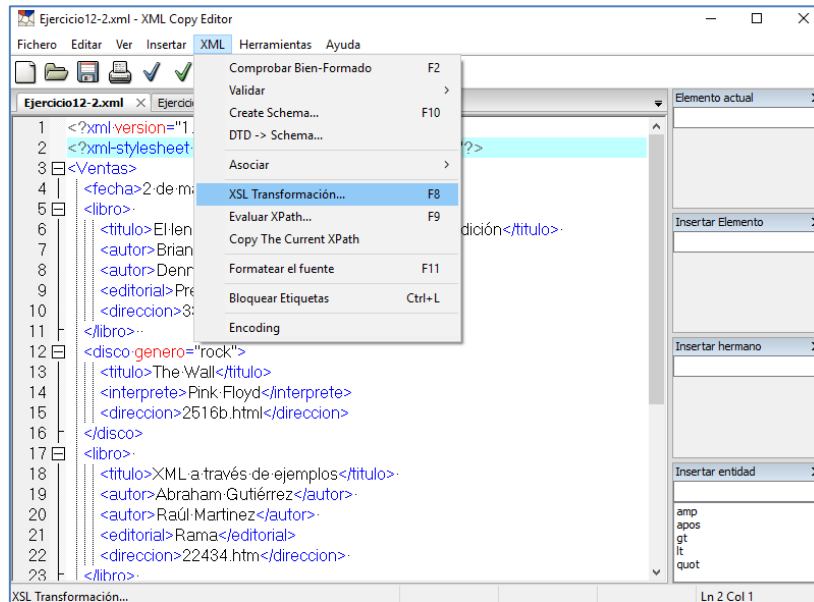 Ejercicio12-2.xml - XML Copy Editor
Fichero Editar Ver Insertar XML Herramientas Ayuda
Ejercicio12-2.xml
Comprobar Bien-Formado F2
Validar
Create Schema... F10
DTD -> Schema...
Asociar
XSL Transformación... F8
Evaluar XPath... F9
Copy The Current XPath
Formatear el fuente F11
Bloquear Etiquetas Ctrl+L
Encoding
1 <?xml·version="1.
2 <?xml-stylesheet· ?>
3 <Ventas>
4 <fecha>2·de·
5 <libro>·
6 <titulo>El· dición</titulo>·
7 <autor>Brian
8 <autor>
9 <editorial>
10 <direccion>
11 </libro>··
12 <disco·genero="rock">
13 <titulo>The·Wall</titulo>
14 <interprete>Pink·Floyd</interprete>
15 <direccion>2516b.html</direccion>
16 </disco>
17 <libro>·
18 <titulo>XML·a·través·de·ejemplos</titulo>·
19 <autor>Abraham·Gutiérrez</autor>·
20 <autor>Raúl·Martinez</autor>·
21 <editorial>Rama</editorial>
22 <direccion>22434.htm</direccion>·
23 </libro>·
Elemento actual
Insertar Elemento
Insertar hermano
Insertar entidad
amp
apos
gt
lt
quot
XSL Transformación...
Ln 2 Col 1